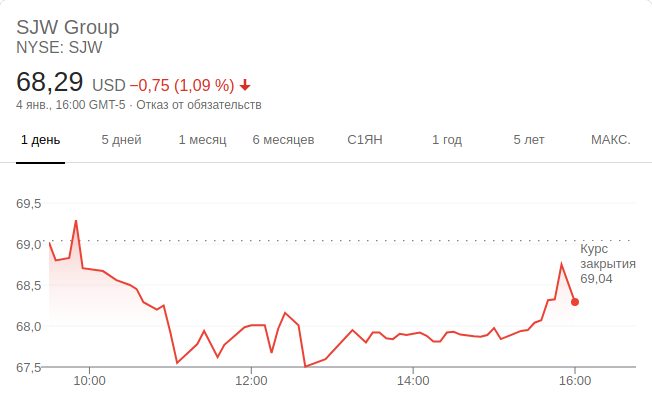 SJW Group
NYSE: SJW
68,29 USD −0,75 (1,09 %)
4 янв., 16:00 GMT-5 · Отказ от обязательств
1 день 5 дней 1 месяц 6 месяцев С1ЯН 1 год 5 лет МАКС.
69,5
69,0
68,5
68,0
67,5
Курс
закрытия
69,04
10:00 12:00 14:00 16:00